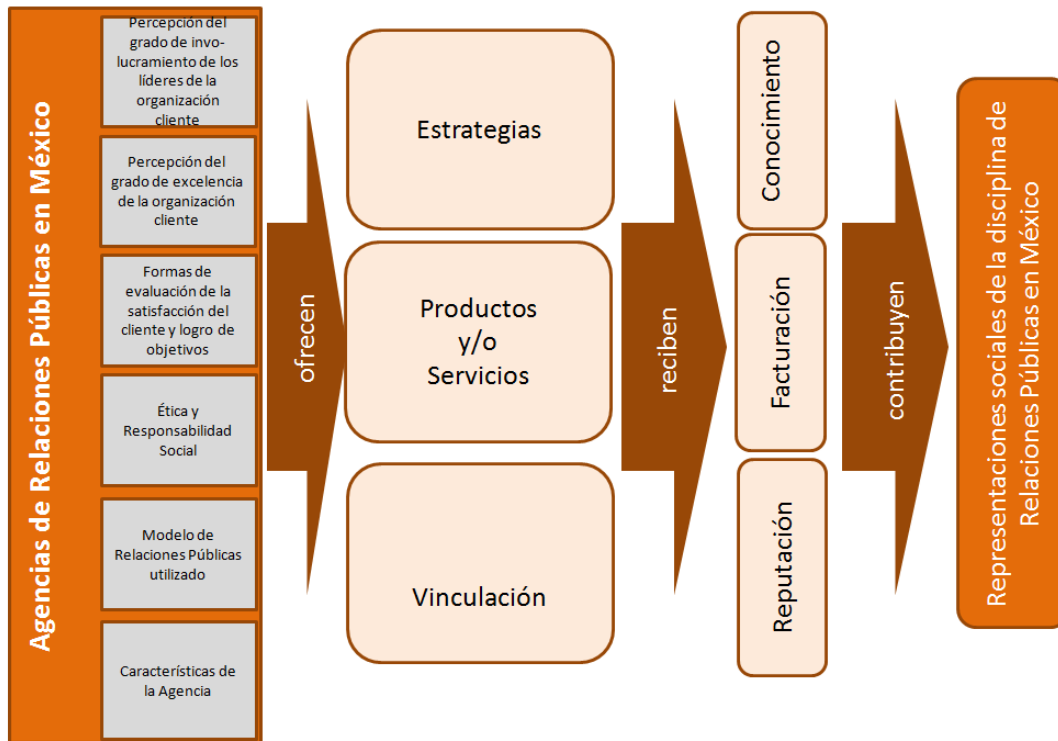 Agencias de Relaciones Públicas en México
Percepción del
grado de invo-
lucramiento de los
líderes de la
organización
cliente
Percepción del
grado de excelencia
de la organización
cliente
Formas de
evaluación de la
satisfacción del
cliente y logro de
objetivos
Ética y
Responsabilidad
Social
Modelo de
Relaciones Públicas
utilizado
Características de
la Agencia
ofrecen
Estrategias
Productos
y/o
Servicios
Vinculación
reciben
Conocimiento
Facturación
Reputación
contribuyen
Representaciones sociales de la disciplina de
Relaciones Públicas en México